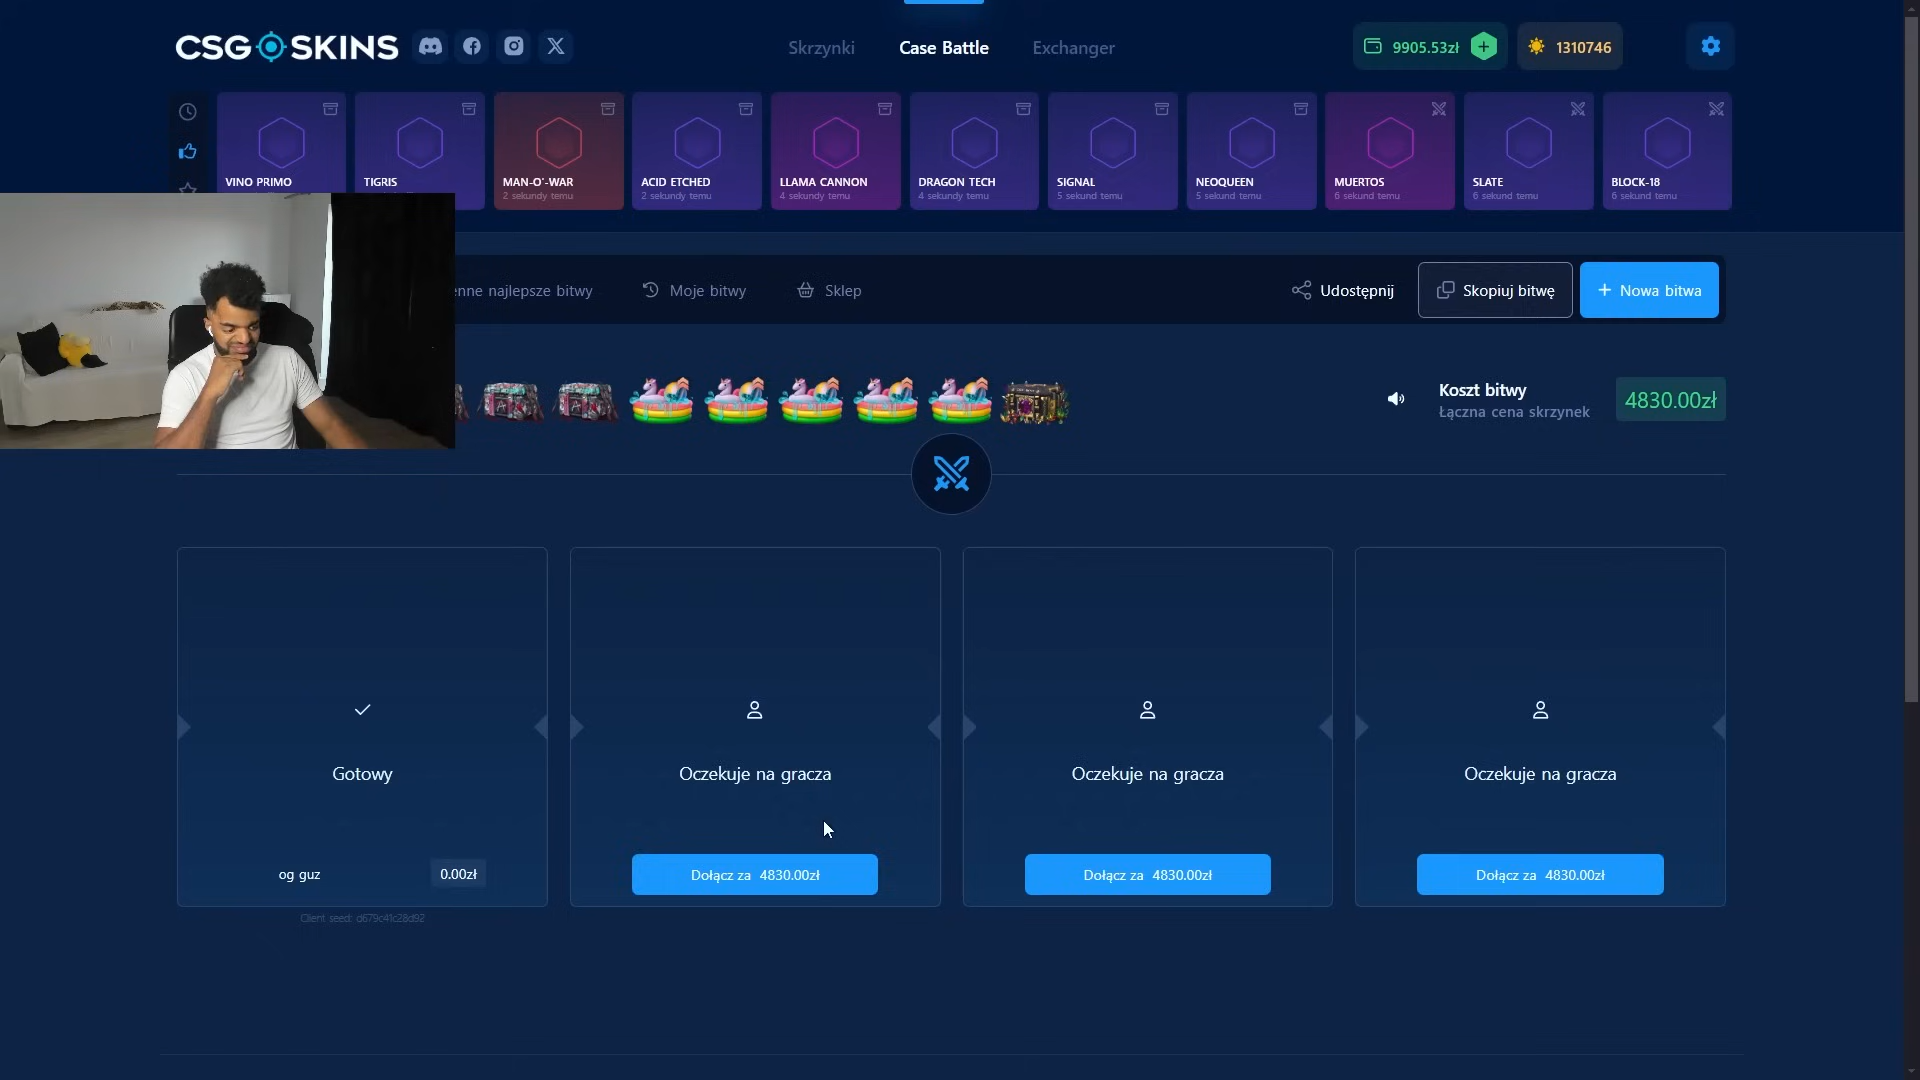 CSGSKINS
Skrzynki
Case Battle
Exchanger
9905.53zł
1310746
VINO PRIMO
TIGRIS
MAN-O'-WAR
2 sekundy temu
ACID ETCHED
2 sekundy temu
LLAMA CANNON
4 sekundy temu
DRAGON TECH
4 sekundy temu
SIGNAL
5 sekund temu
NEOQUEEN
5 sekund temu
MUERTOS
6 sekund temu
SLATE
6 sekund temu
BLOCK-18
6 sekund temu
enne najlepsze bitwy
Moje bitwy
Sklep
Udostępnij
Skopiuj bitwę
+ Nowa bitwa
Koszt bitwy
Łączna cena skrzynek
4830.00zł
Gotowy
Oczekuje na gracza
Oczekuje na gracza
Oczekuje na gracza
og guz
0.00zł
Dołącz za 4830.00zł
Dołącz za 4830.00zł
Dołącz za 4830.00zł
Client seed: d679c41c28d92